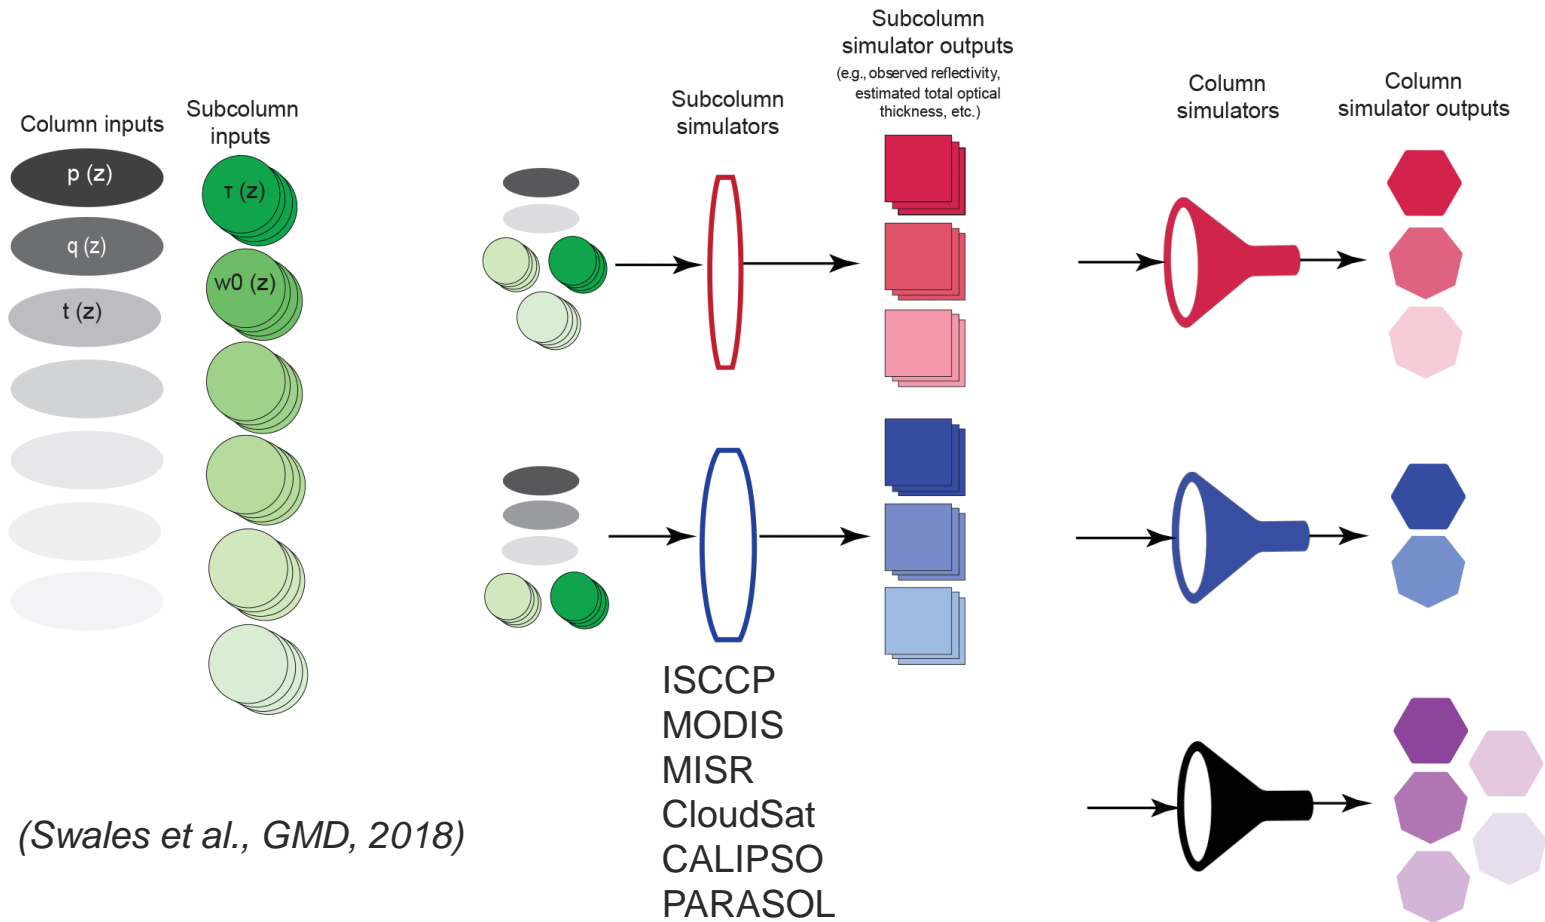 Column inputs
p (z)
q (z)
t (z)
Subcolumn
inputs
τ (z)
w0 (z)
Subcolumn
simulators
Subcolumn
simulator outputs
(e.g., observed reflectivity,
estimated total optical
thickness, etc.)
Column
simulators
Column
simulator outputs
ISCCP
MODIS
MISR
CloudSat
CALIPSO
PARASOL
(Swales et al., GMD, 2018)